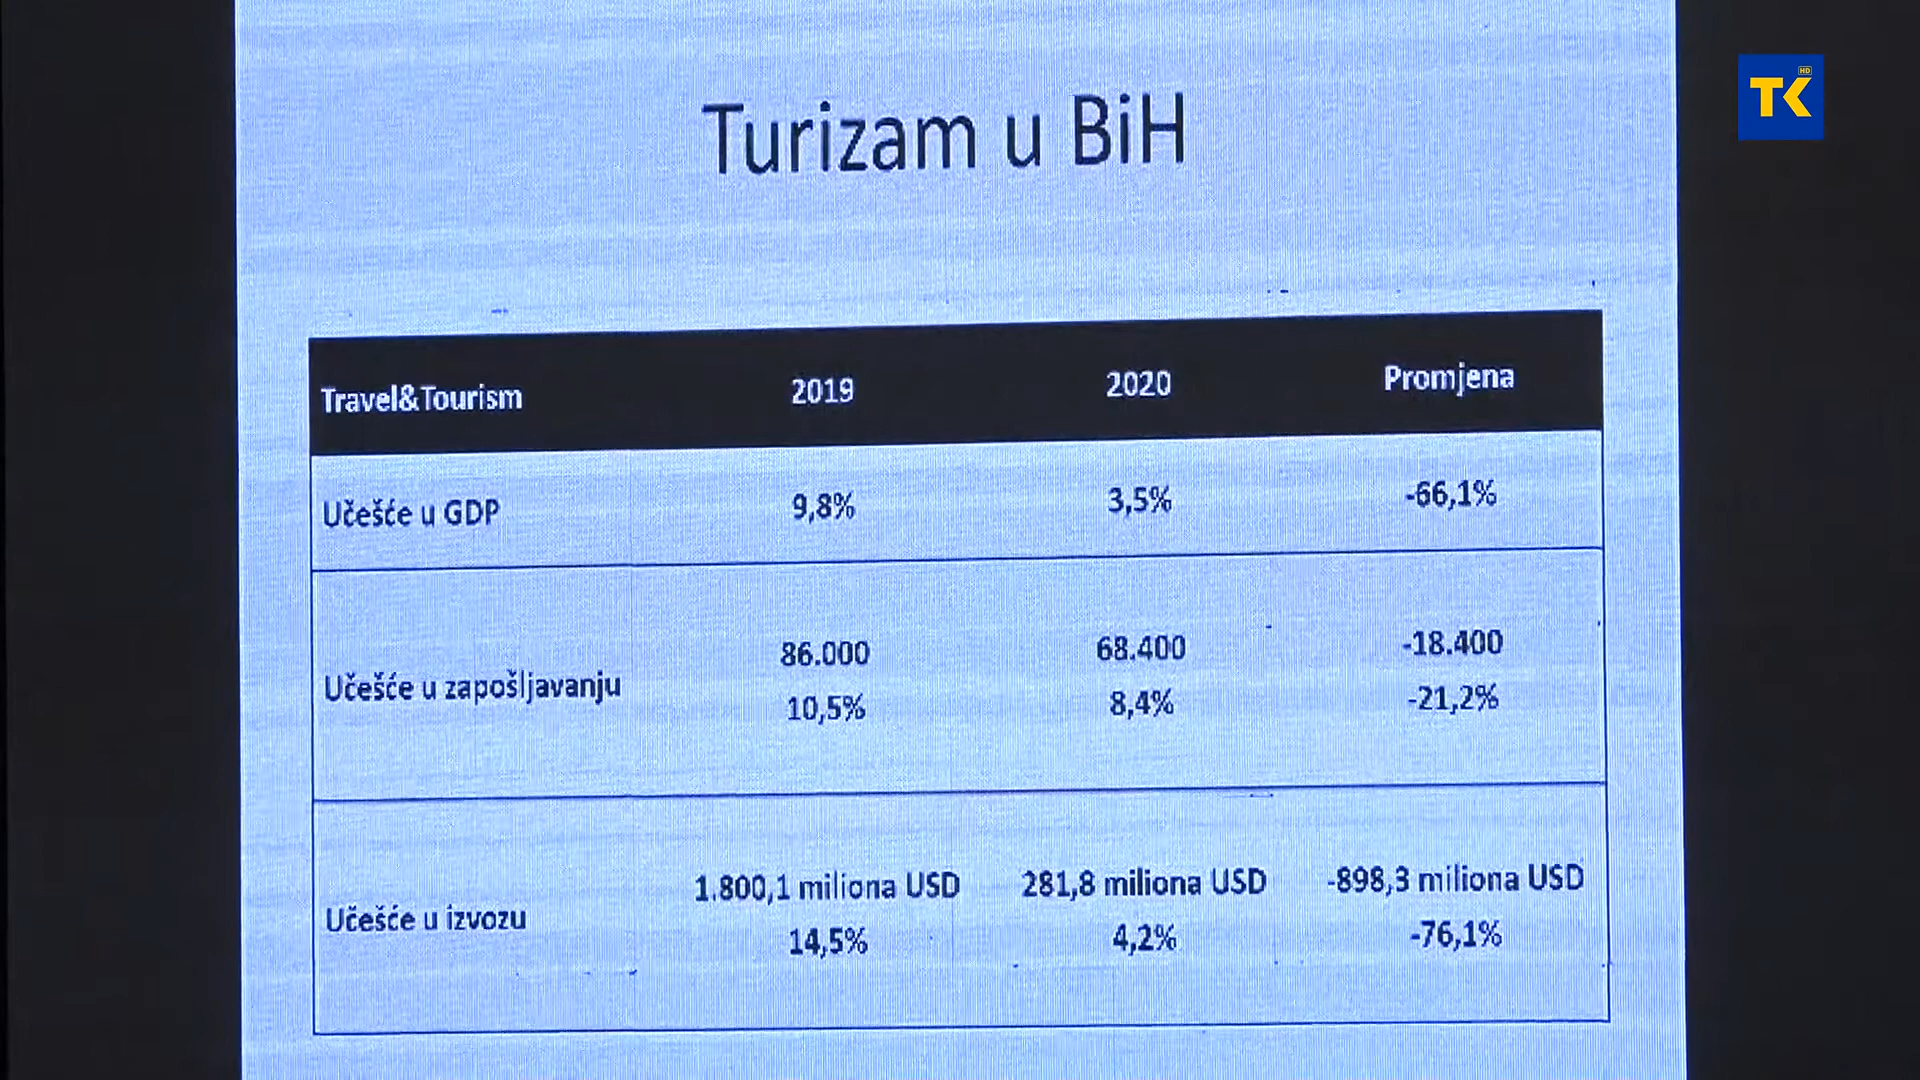 TK HD
Turizam u BiH
Travel&Tourism 2019 2020 Promjena
Učešće u GDP 9,8% 3,5% -66,1%
Učešće u zapošljavanju 86.000 68.400 -18.400
10,5% 8,4% -21,2%
Učešće u izvozu 1.800,1 miliona USD 281,8 miliona USD -898,3 miliona USD
14,5% 4,2% -76,1%